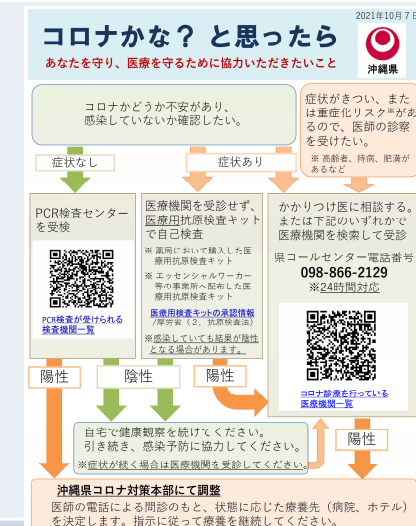 2021年10月7日
コロナかな? と思ったら
あなたを守り、医療を守るために協力いただきたいこと
沖縄県
コロナかどうか不安があり、
感染していないか確認したい。
症状がきつい、また
は重症化リスク※があ
るので、医師の診察
を受けたい。
※ 高齢者、持病、肥満が
あるなど
症状なし
症状あり
PCR検査センター
を受検
PCR検査が受けられる
検査機関一覧
医療機関を受診せず、
医療用抗原検査キット
で自己検査
※ 薬局において購入した医
療用抗原検査キット
※ エッセンシャルワーカー
等の事業所へ配布した医
療用抗原検査キット
医療用検査キットの承認情報
/厚労省(2、抗原検査法)
※感染していても結果が陰性
となる場合があります。
かかりつけ医に相談する。
または下記のいずれかで
医療機関を検索して受診
県コールセンター電話番号
098-866-2129
※24時間対応
コロナ診療を行っている
医療機関一覧
陽性
陰性
陽性
自宅で健康観察を続けてください。
引き続き、感染予防に協力してください。
※症状が続く場合は医療機関を受診してください。
陽性
沖縄県コロナ対策本部にて調整
医師の電話による問診のもと、状態に応じた療養先(病院、ホテル)
を決定します。指示に従って療養を継続してください。